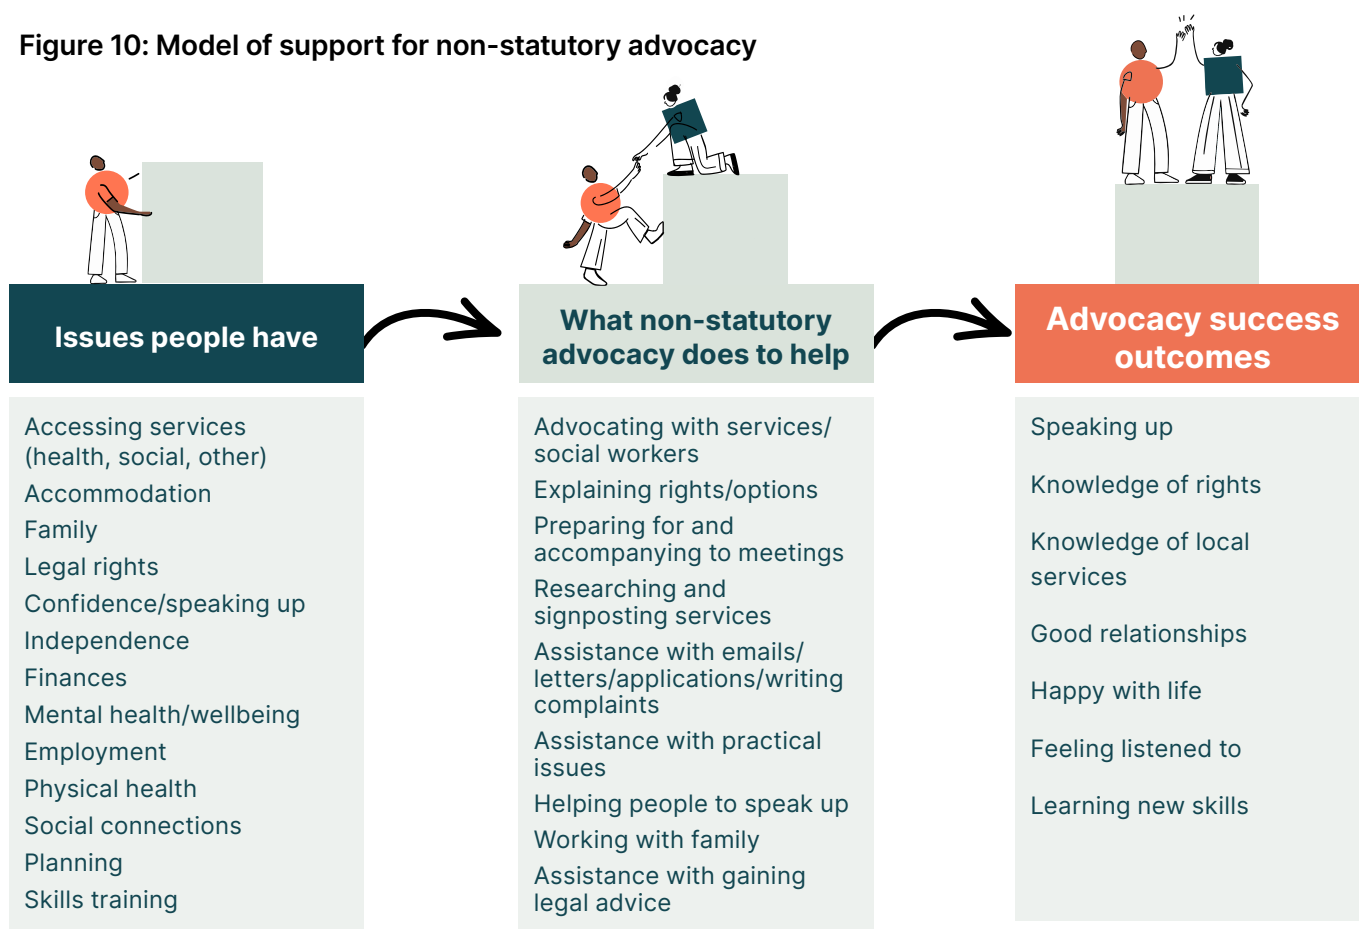 Figure 10: Model of support for non-statutory advocacy
Issues people have
Accessing services
(health, social, other)
Accommodation
Family
Legal rights
Confidence/speaking up
Independence
Finances
Mental health/wellbeing
Employment
Physical health
Social connections
Planning
Skills training
What non-statutory
advocacy does to help
Advocating with services/
social workers
Explaining rights/options
Preparing for and
accompanying to meetings
Researching and
signposting services
Assistance with emails/
letters/applications/writing
complaints
Assistance with practical
issues
Helping people to speak up
Working with family
Assistance with gaining
legal advice
Advocacy success
outcomes
Speaking up
Knowledge of rights
Knowledge of local
services
Good relationships
Happy with life
Feeling listened to
Learning new skills